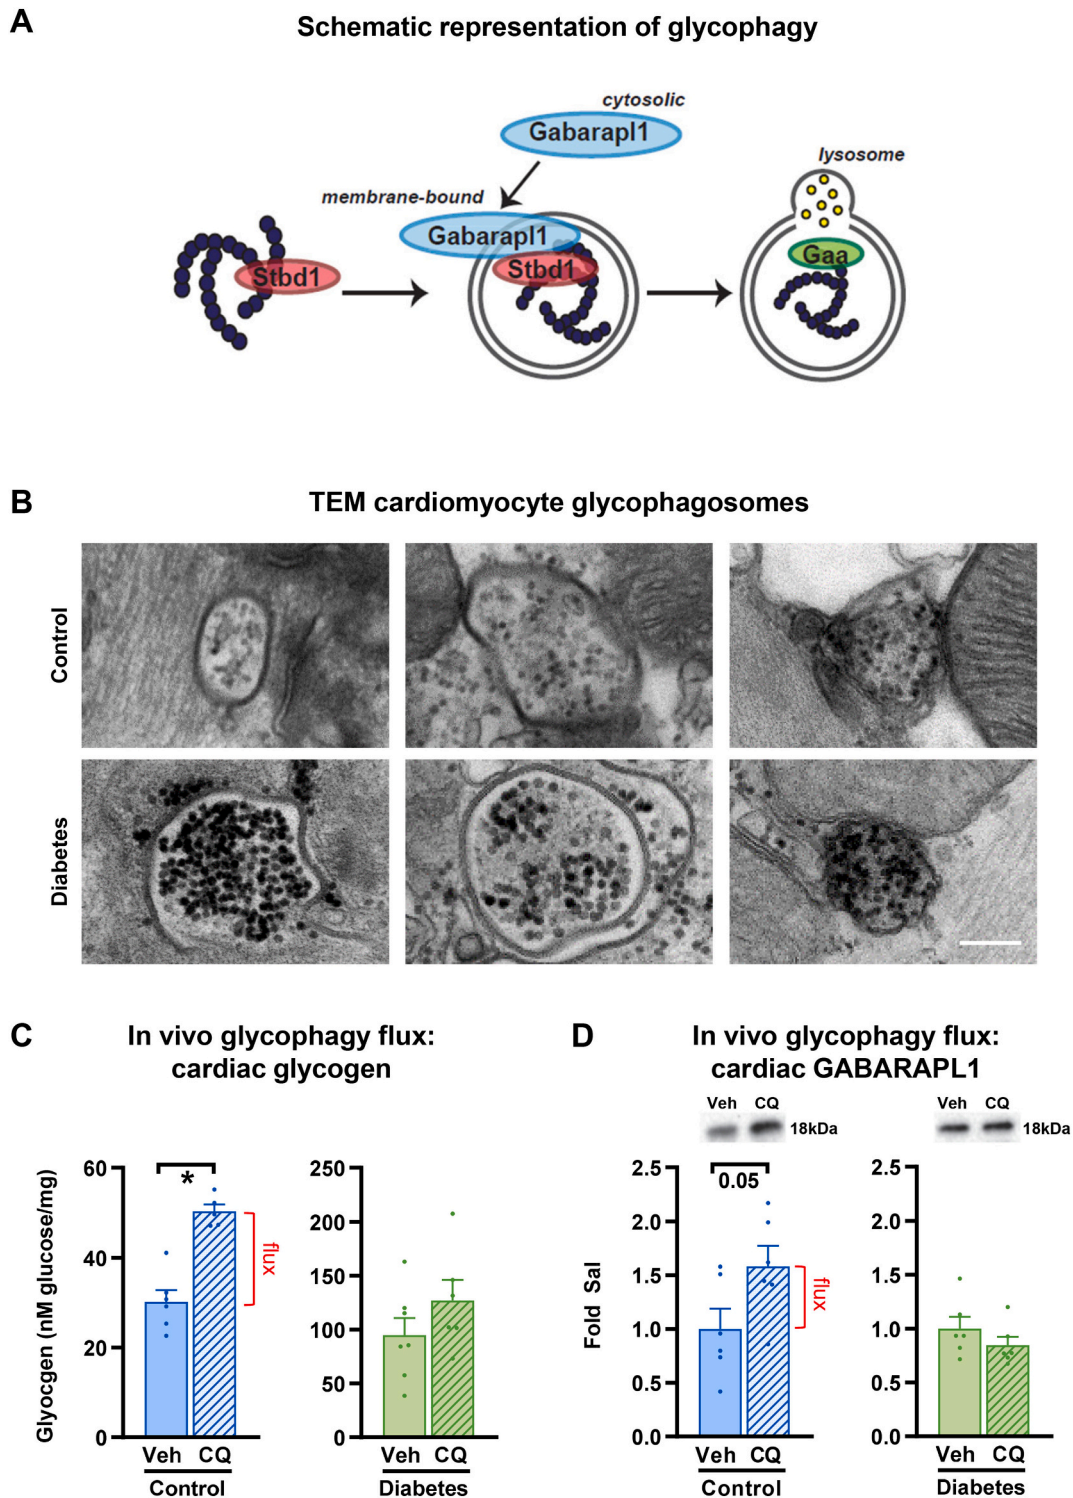 A
Schematic representation of glycophagy
cytosolic
Gabarapl1
lysosome
membrane-bound
Gabarapl1
Gaa
Stbd1
Stbd1
B
TEM cardiomyocyte glycophagosomes
Control
Diabetes
C
In vivo glycophagy flux:
cardiac glycogen
Glyocgen (nM glucose/mg)
60
40
20
0
*
flux
Veh CQ
Control
250
200
150
100
50
0
Veh CQ
Diabetes
D
In vivo glycophagy flux:
cardiac GABARAPL1
Veh CQ
18kDa
Veh CQ
18kDa
Fold Sal
2.5
2.0
1.5
1.0
0.5
0.0
0.05
flux
Veh CQ
Control
2.5
2.0
1.5
1.0
0.5
0.0
Veh CQ
Diabetes